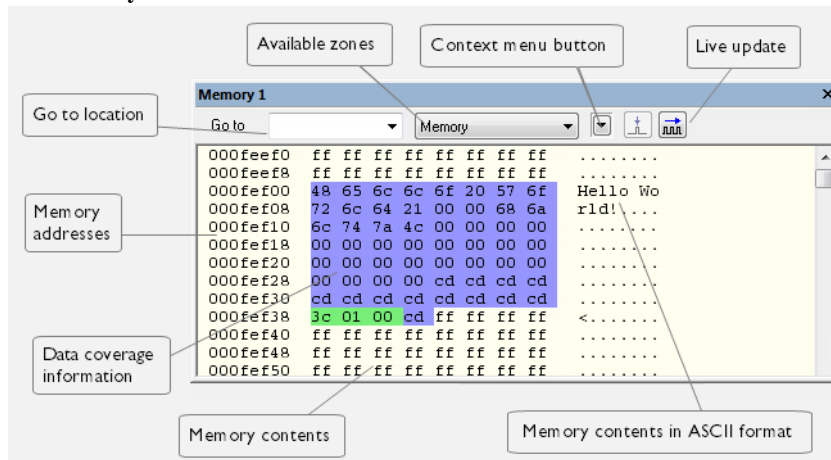 Available zones
Context menu button
Live update
Go to location
Memory 1
Go to
Memory
000feef0 ff ff ff ff ff ff ff ff ........
000feef8 ff ff ff ff ff ff ff ff ........
000fef00 48 65 6c 6c 6f 20 57 6f Hello Wo
000fef08 72 6c 64 21 00 00 68 6a rld!....
000fef10 6c 74 7a 4c 00 00 00 00 ........
000fef18 00 00 00 00 00 00 00 00 ........
000fef20 00 00 00 00 00 00 00 00 ........
000fef28 00 00 00 00 cd cd cd cd ........
000fef30 cd cd cd cd cd cd cd cd ........
000fef38 3c 01 00 cd ff ff ff ff <.......
000fef40 ff ff ff ff ff ff ff ff ........
000fef48 ff ff ff ff ff ff ff ff ........
000fef50 ff ff ff ff ff ff ff ff ........
Memory
addresses
Data coverage
information
Memory contents
Memory contents in ASCII format